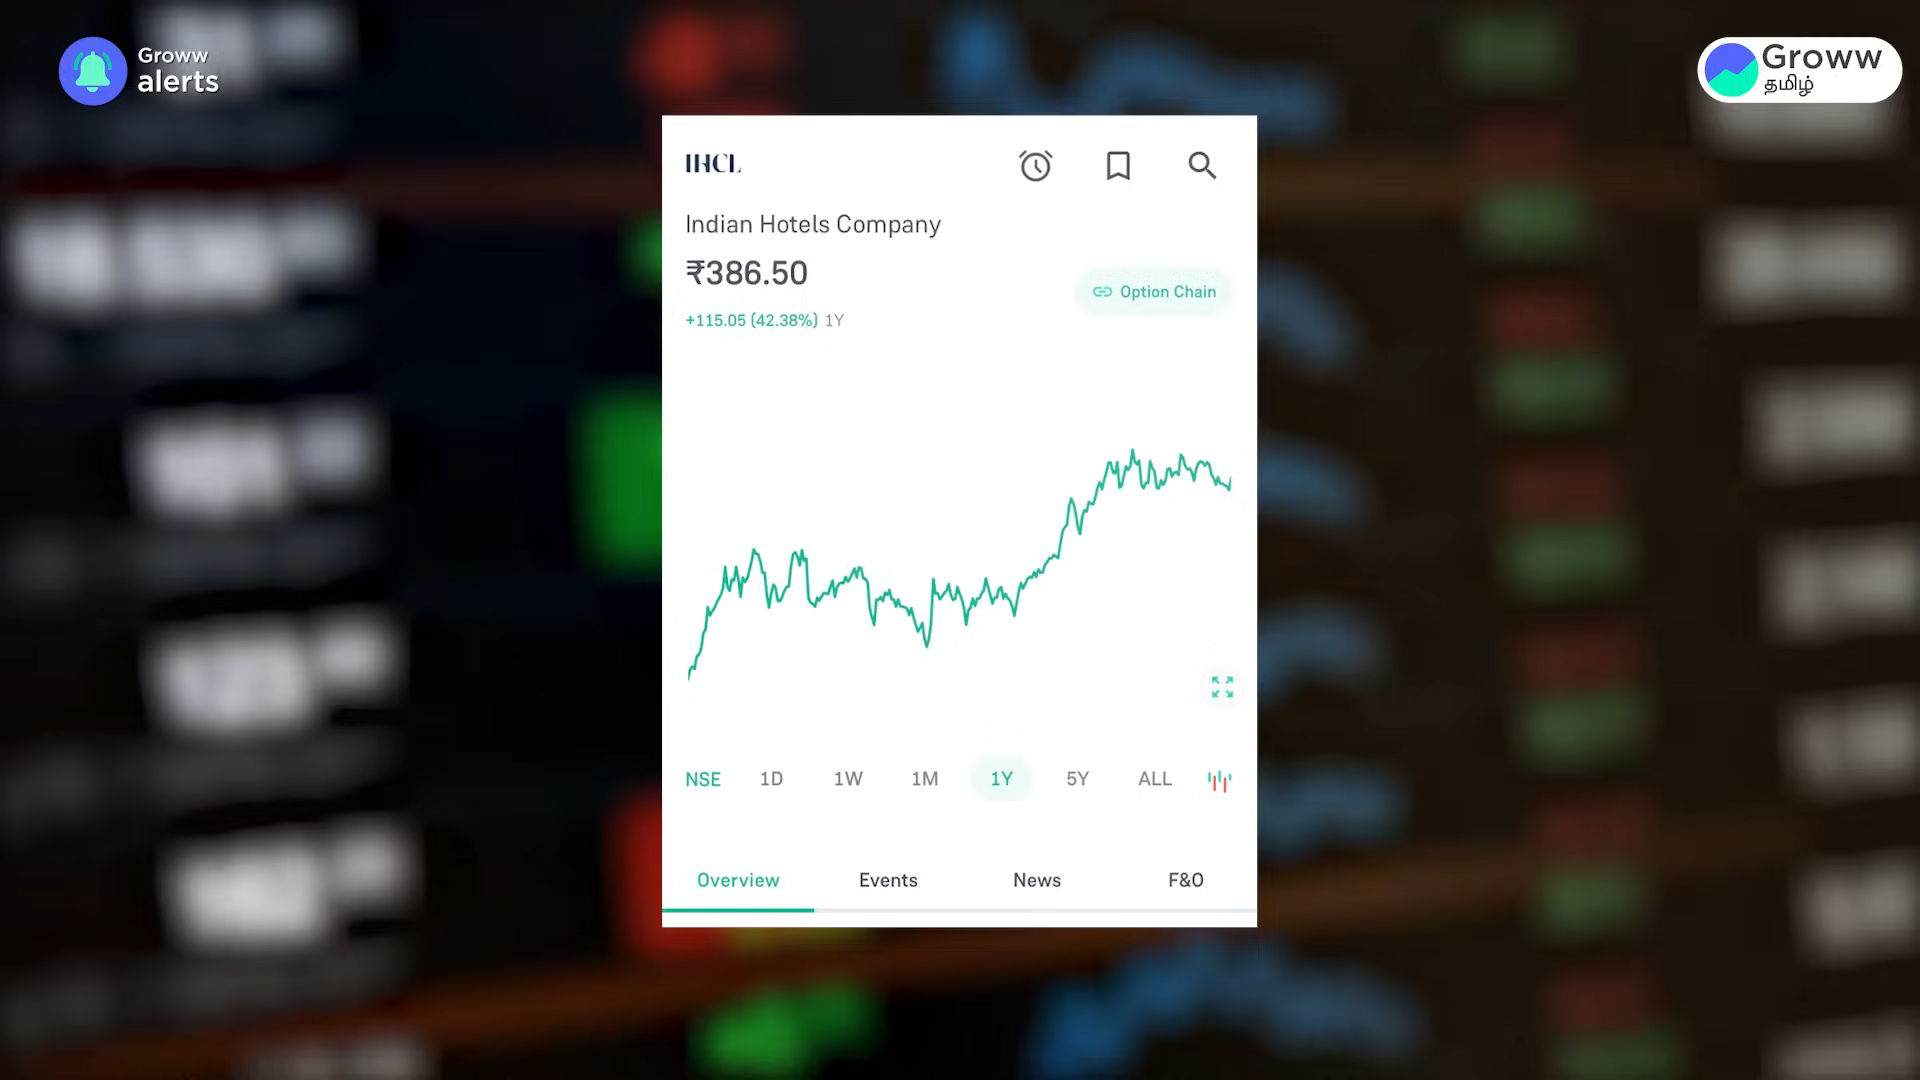 Groww
alerts
Groww
தமிழ்
IHCL
Indian Hotels Company
₹386.50
Option Chain
+115.05 (42.38%) 1Y
NSE 1D 1W 1M 1Y 5Y ALL
Overview Events News F&O